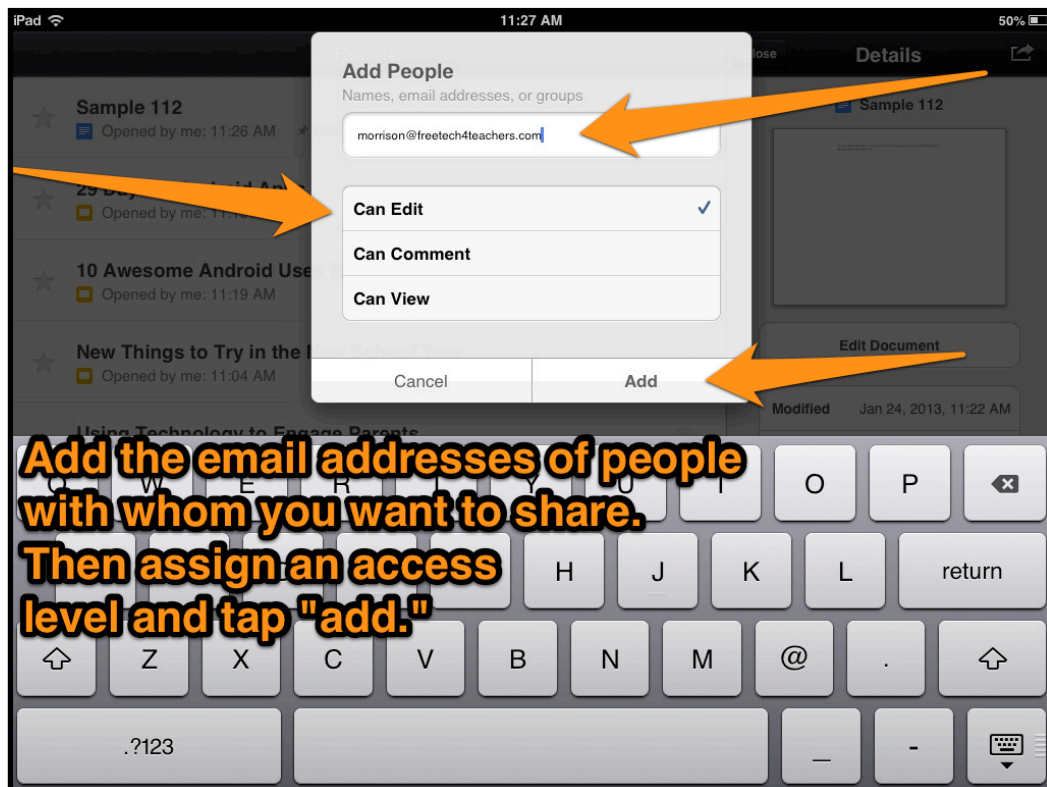 iPad
11:27 AM
50%
Add People
Names, email addresses, or groups
morrison@freetech4teachers.com
Can Edit
Can Comment
Can View
Cancel
Add
Details
Sample 112
Edit Document
Modified
Jan 24, 2013, 11:22 AM
Sample 112
Opened by me: 11:26 AM
29
Opened by me:
10 Awesome Android
Opened by me: 11:19 AM
New Things to Try in the New School Year
Opened by me: 11:04 AM
Using Technology to Engage Parents
Add the email addresses of people
with whom you want to share.
Then assign an access
level and tap "add."
Q W E R Y U I O P
H J K L return
Z X C V B N M @ .
.?123 _ -